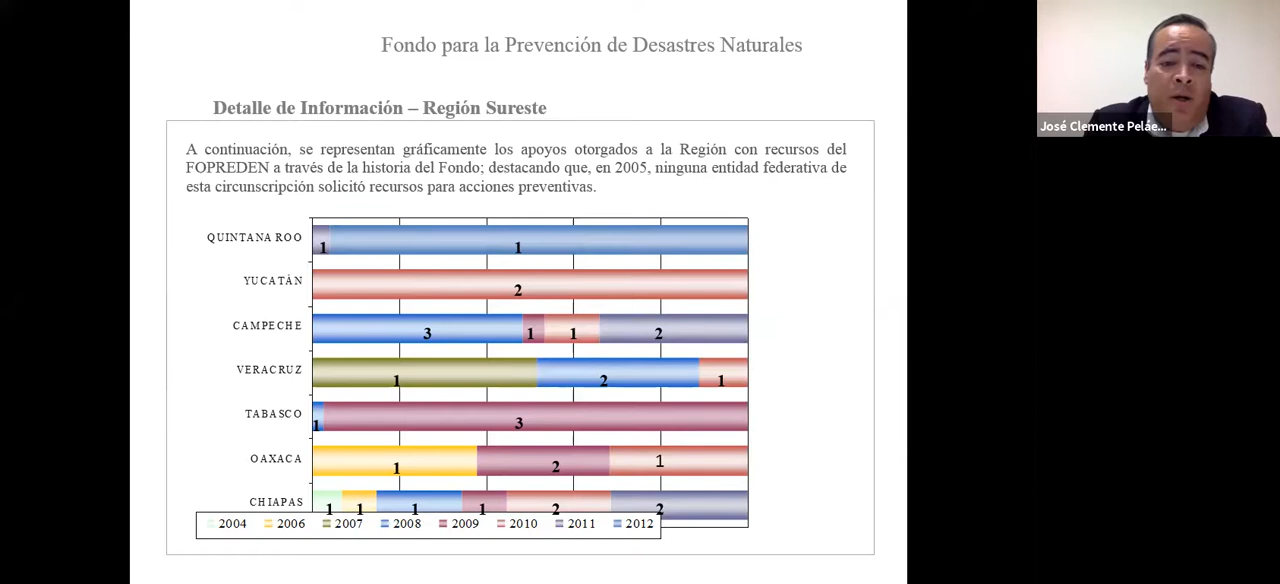 Fondo para la Prevención de Desastres Naturales
Detalle de Información – Región Sureste
A continuación, se representan gráficamente los apoyos otorgados a la Región con recursos del
FOPREDEN a través de la historia del Fondo; destacando que, en 2005, ninguna entidad federativa de
esta circunscripción solicitó recursos para acciones preventivas.
QUINTANA ROO 1 1
YUCATÀN 2
CAMPECHE 3 1 1 2
VERACRUZ 1 2 1
TABASCO 1 3
OAXACA 1 2 1
CHIAPAS 1 1 1 1 2 2
2004 2006 2007 2008 2009 2010 2011 2012
José Clemente Peláe...